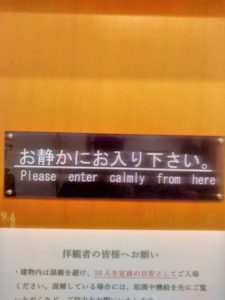 お静かにお入り下さい。
Please enter calmly from here
拝観者の皆様へお願い
・建物内は混雑を避け、10人を定員の目安としてご入場
ください。混雑している場合には、庭園や襖絵を先にご覧